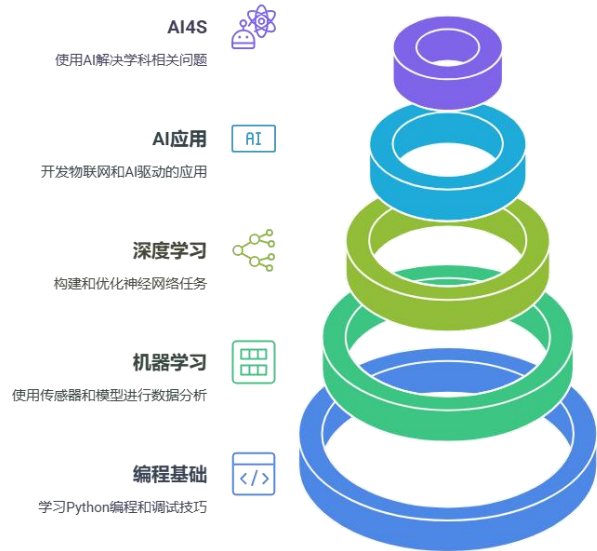 AI4S
使用AI解决学科相关问题
AI应用
AI
开发物联网和AI驱动的应用
深度学习
构建和优化神经网络任务
机器学习
使用传感器和模型进行数据分析
编程基础
</>
学习Python编程和调试技巧